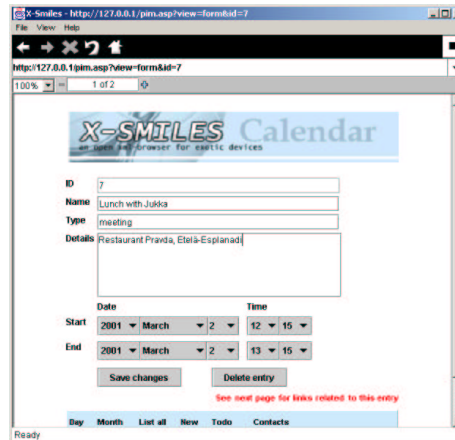 X-Smiles - http://127.0.0.1/pim.asp?view=form&id=7
File View Help
http://127.0.0.1/pim.asp?view=form&id=7
100% 1 of 2
X-SMILES Calendar
an open xml browser for exotic devices
ID 7
Name Lunch with Jukka
Type meeting
Details Restaurant Pravda, Etelä-Esplanadi
Date Time
Start 2001 March 2 12 15
End 2001 March 2 13 15
Save changes Delete entry
See next page for links related to this entry
Day Month List all New Todo Contacts
Ready